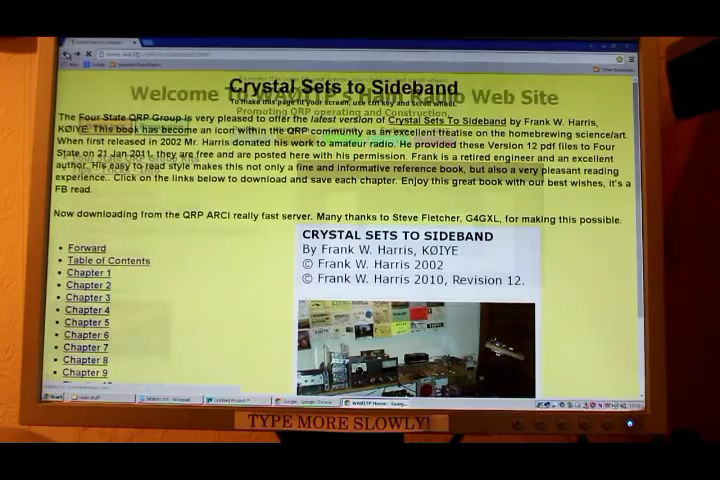 Crystal Sets to Sideband
Welcome to WA0ITP's Radio Web Site
To make this page fit your screen, use ctrl key and scroll wheel.
Promoting QRP operating and Construction
The Four State QRP Group is very pleased to offer the latest version of Crystal Sets To Sideband by Frank W. Harris,
KØIYE. This book has become an icon within the QRP community as an excellent treatise on the homebrewing science/art.
When first released in 2002 Mr. Harris donated his work to amateur radio. He provided these Version 12 pdf files to Four
State on 21 Jan 2011, they are free and are posted here with his permission. Frank is a retired engineer and an excellent
author. His easy to read style makes this not only a fine and informative reference book, but also a very pleasant reading
experience.. Click on the links below to download and save each chapter. Enjoy this great book with our best wishes, it's a
FB read.
Now downloading from the QRP ARCI really fast server. Many thanks to Steve Fletcher, G4GXL, for making this possible.
Forward
Table of Contents
Chapter 1
Chapter 2
Chapter 3
Chapter 4
Chapter 5
Chapter 6
Chapter 7
Chapter 8
Chapter 9
CRYSTAL SETS TO SIDEBAND
By Frank W. Harris, KØIYE
© Frank W. Harris 2002
© Frank W. Harris 2010, Revision 12.
TYPE MORE SLOWLY!